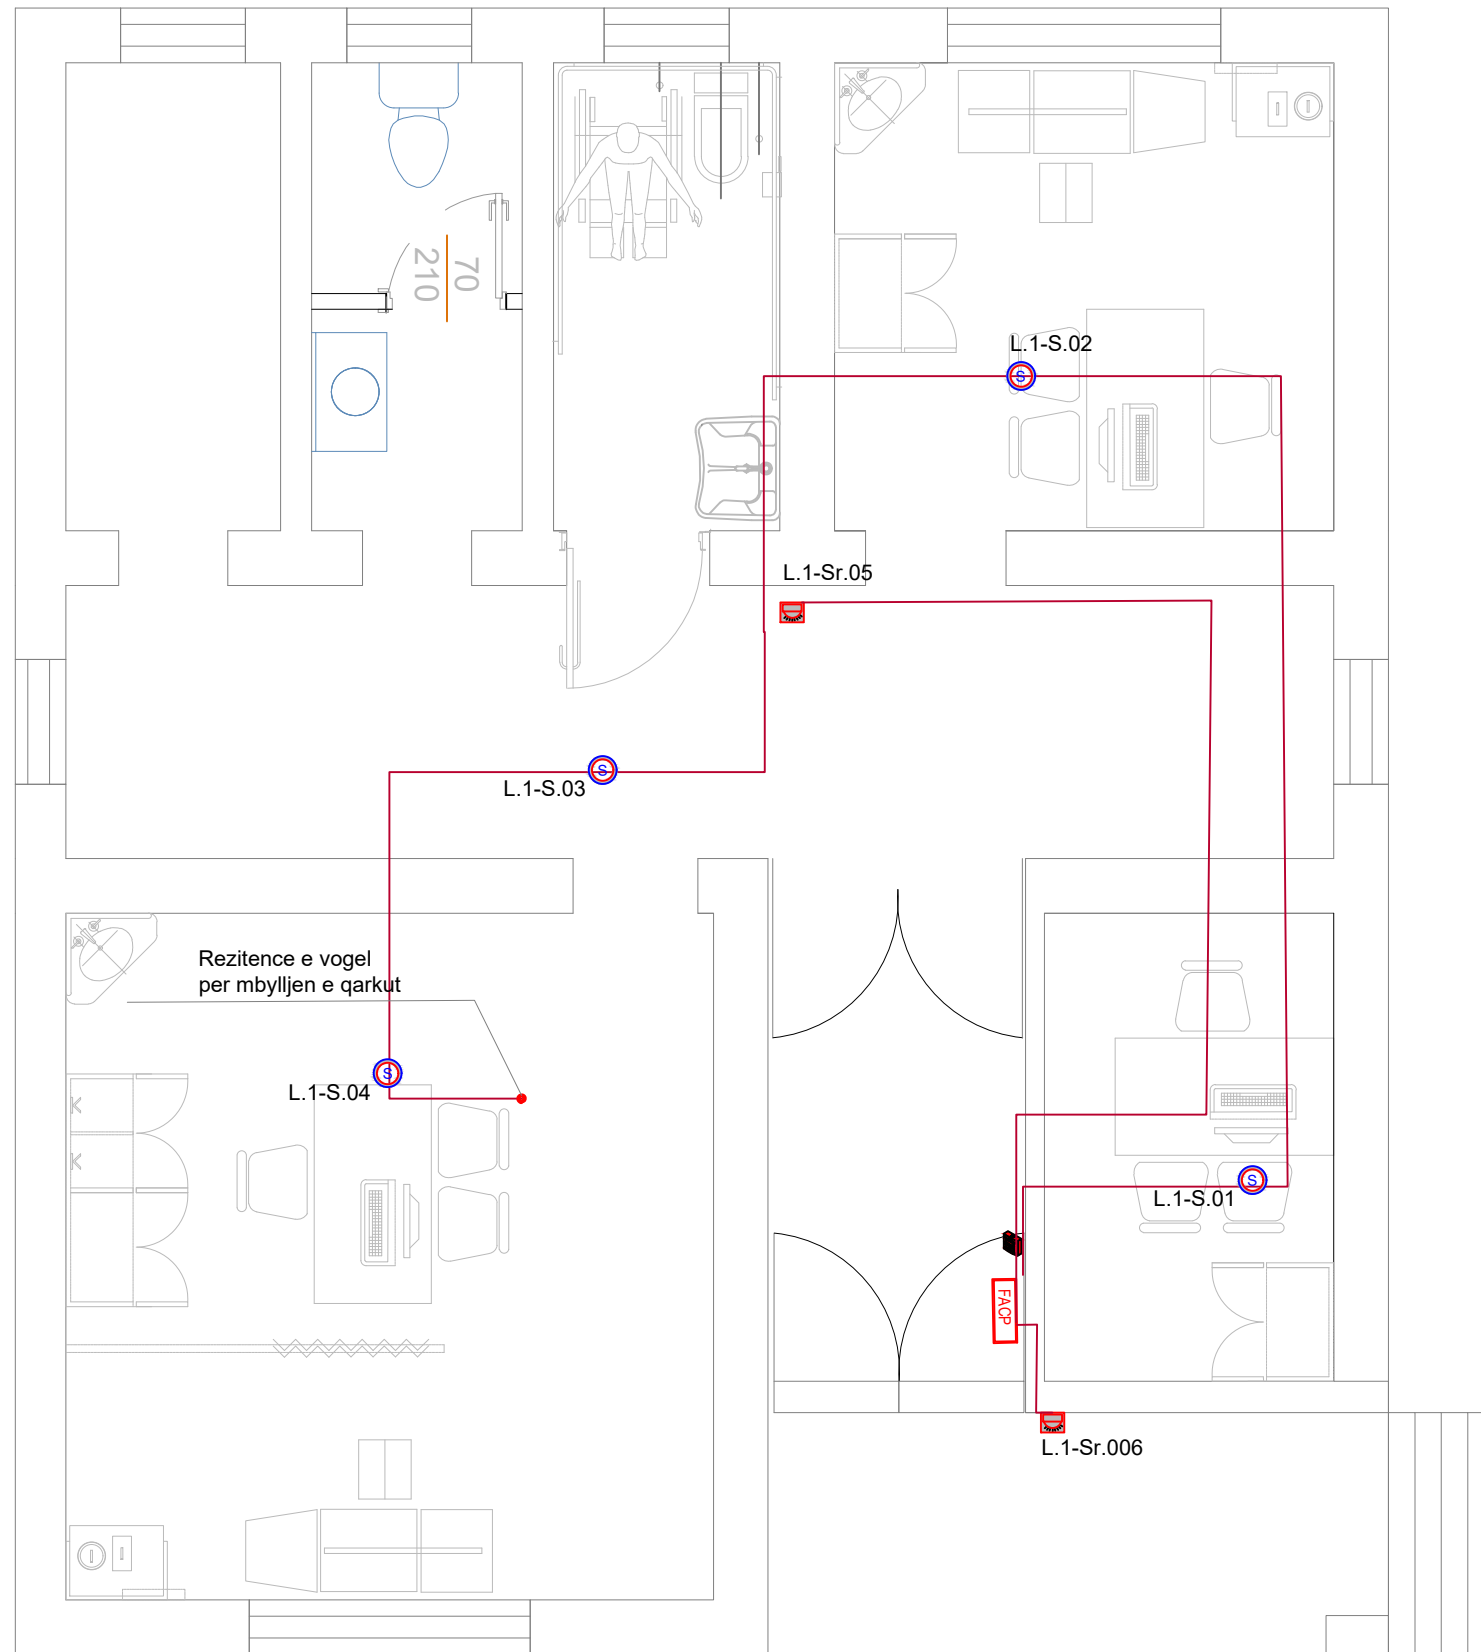 70
210
L.1-S.02
L.1-Sr.05
S
S
L.1-S.03
Rezitence e vogel
per mbylljen e qarkut
S
L.1-S.04
S
L.1-S.01
FACP
L.1-Sr.006